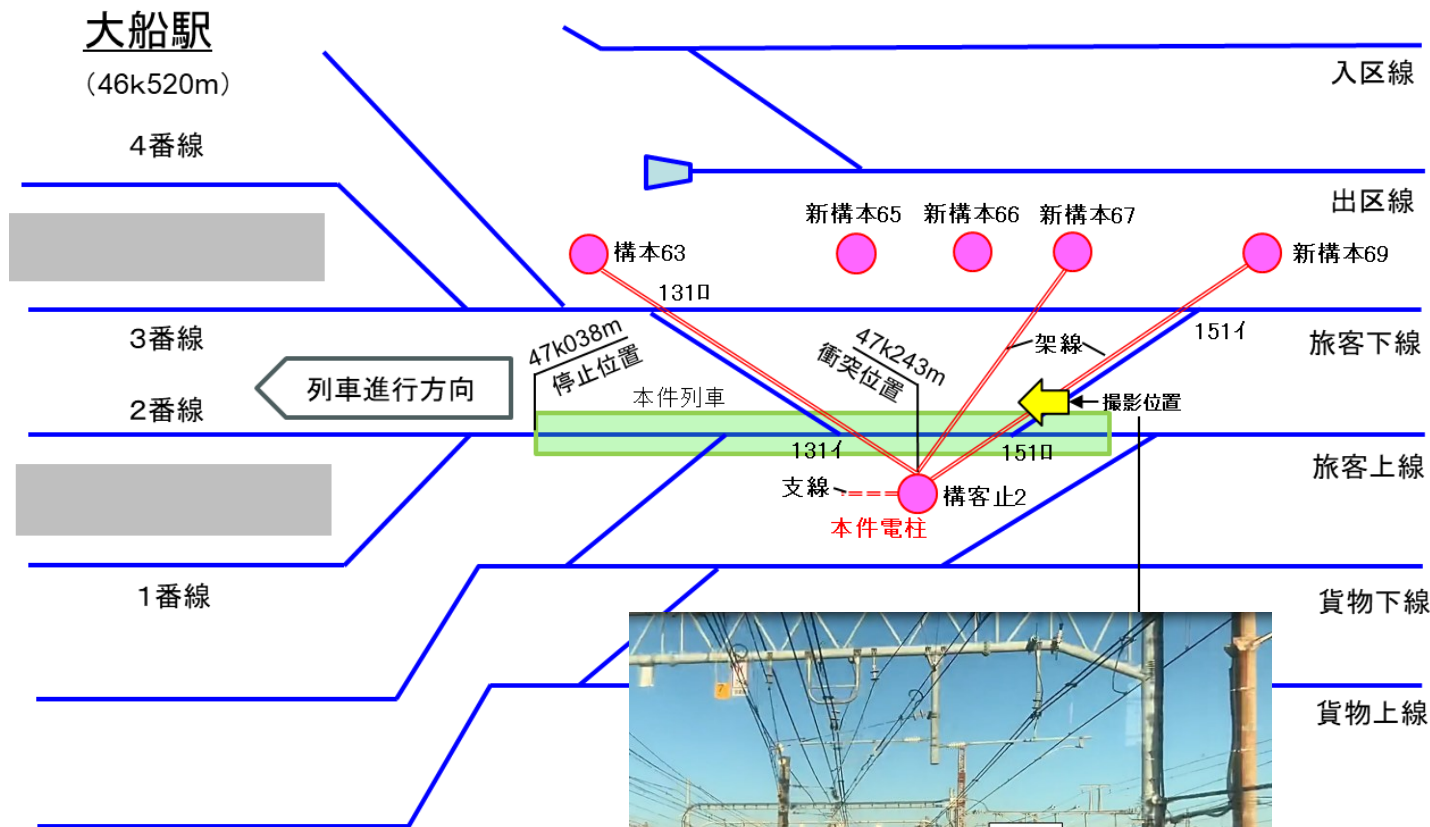 大船駅
（46k520m）
入区線
4番線
出区線
新構本65
新構本66
新構本67
構本63
新構本69
131ロ
3番線
47k038m
停止位置
47k243m
衝突位置
架線
151イ
旅客下線
列車進行方向
本件列車
撮影位置
2番線
131イ
151ロ
旅客上線
支線
構客止2
本件電柱
1番線
貨物下線
7
貨物上線